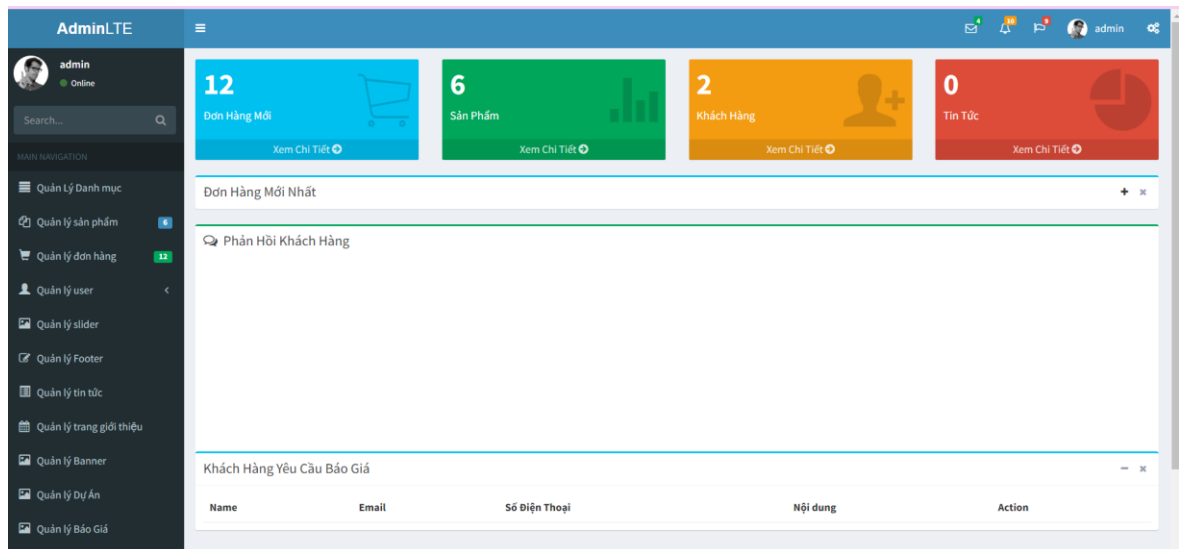 AdminLTE
4
10
9
admin
admin
Online
Search...
MAIN NAVIGATION
Quản Lý Danh mục
Quản lý sản phẩm 6
Quản lý đơn hàng 12
Quản lý user
Quản lý slider
Quản lý Footer
Quản lý tin tức
Quản lý trang giới thiệu
Quản lý Banner
Quản lý Dự Án
Quản lý Báo Giá
12
Đơn Hàng Mới
Xem Chi Tiết
6
Sản Phẩm
Xem Chi Tiết
2
Khách Hàng
Xem Chi Tiết
0
Tin Tức
Xem Chi Tiết
Đơn Hàng Mới Nhất
Phản Hồi Khách Hàng
Khách Hàng Yêu Cầu Báo Giá
Name Email Số Điện Thoại Nội dung Action